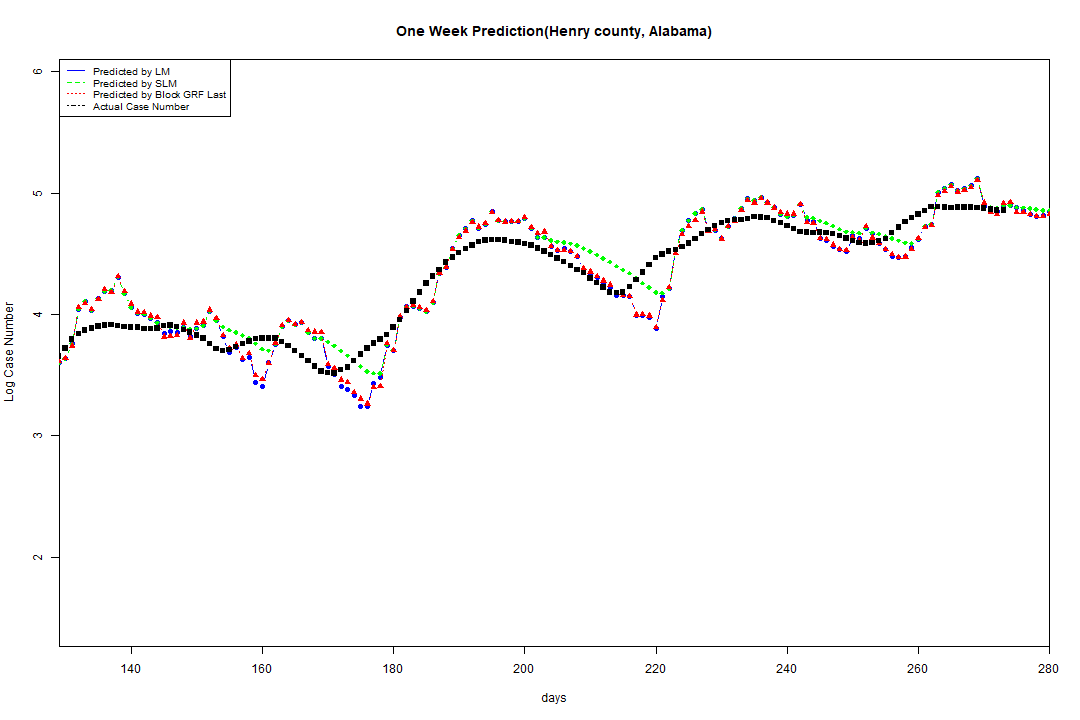 One Week Prediction(Henry county, Alabama)
Predicted by LM
Predicted by SLM
Predicted by Block GRF Last
Actual Case Number
6
5
4
3
2
Log Case Number
140 160 180 200 220 240 260 280
days